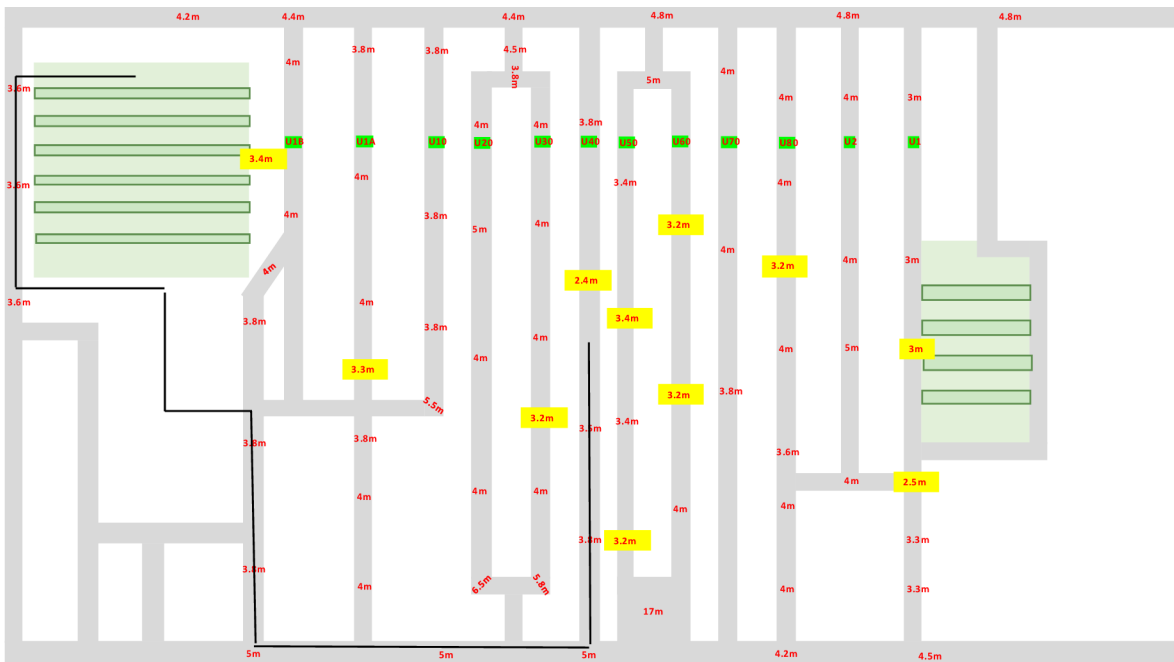 4.2m 4.4m 4.4m 4.8m 4.8m 4.8m
3.8m 3.8m 4.5m
4m
4m
3.8m 5m
3.6m
4m 4m 3m
3.8m
4m 4m
U1B U1A U10 U20 U30 U40 U50 U60 U70 U80 U2 U1
3.4m
4m
3.6m 3.4m 4m
4m 3.8m 4m 3.2m
5m
4m
4m 3.2m 4m 3m
4m
2.4m
3.6m 4m
3.8m 3.8m 3.4m
4m
4m 5m 3m
4m
3.3m
3.8m 3.2m
5.5m
3.2m
3.5m 3.4m
3.8m 3.8m
3.6m
4m 2.5m
4m 4m 4m
4m 4m
3.8m 3.2m 3.3m
3.8m
4m 6.5m 5.8m 4m 3.3m
17m
5m 5m 5m 4.2m 4.5m